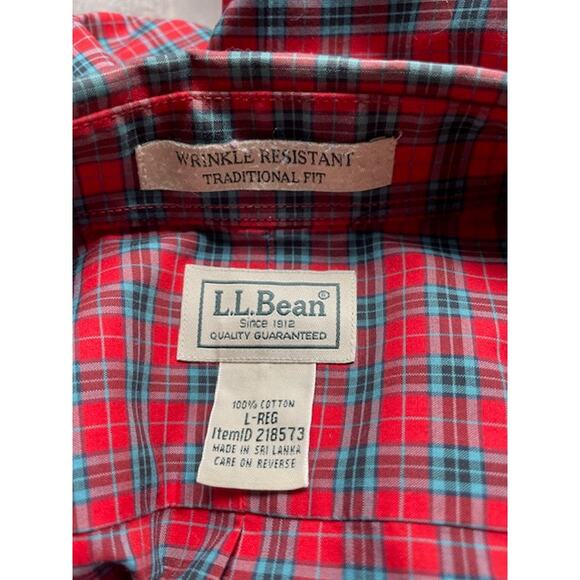 WRINKLE RESISTANT
TRADITIONAL FIT
L.L.Bean®
Since 1912
QUALITY GUARANTEED
100% COTTON
L-REG
ItemID 218573
MADE IN SRI LANKA
CARE ON REVERSE